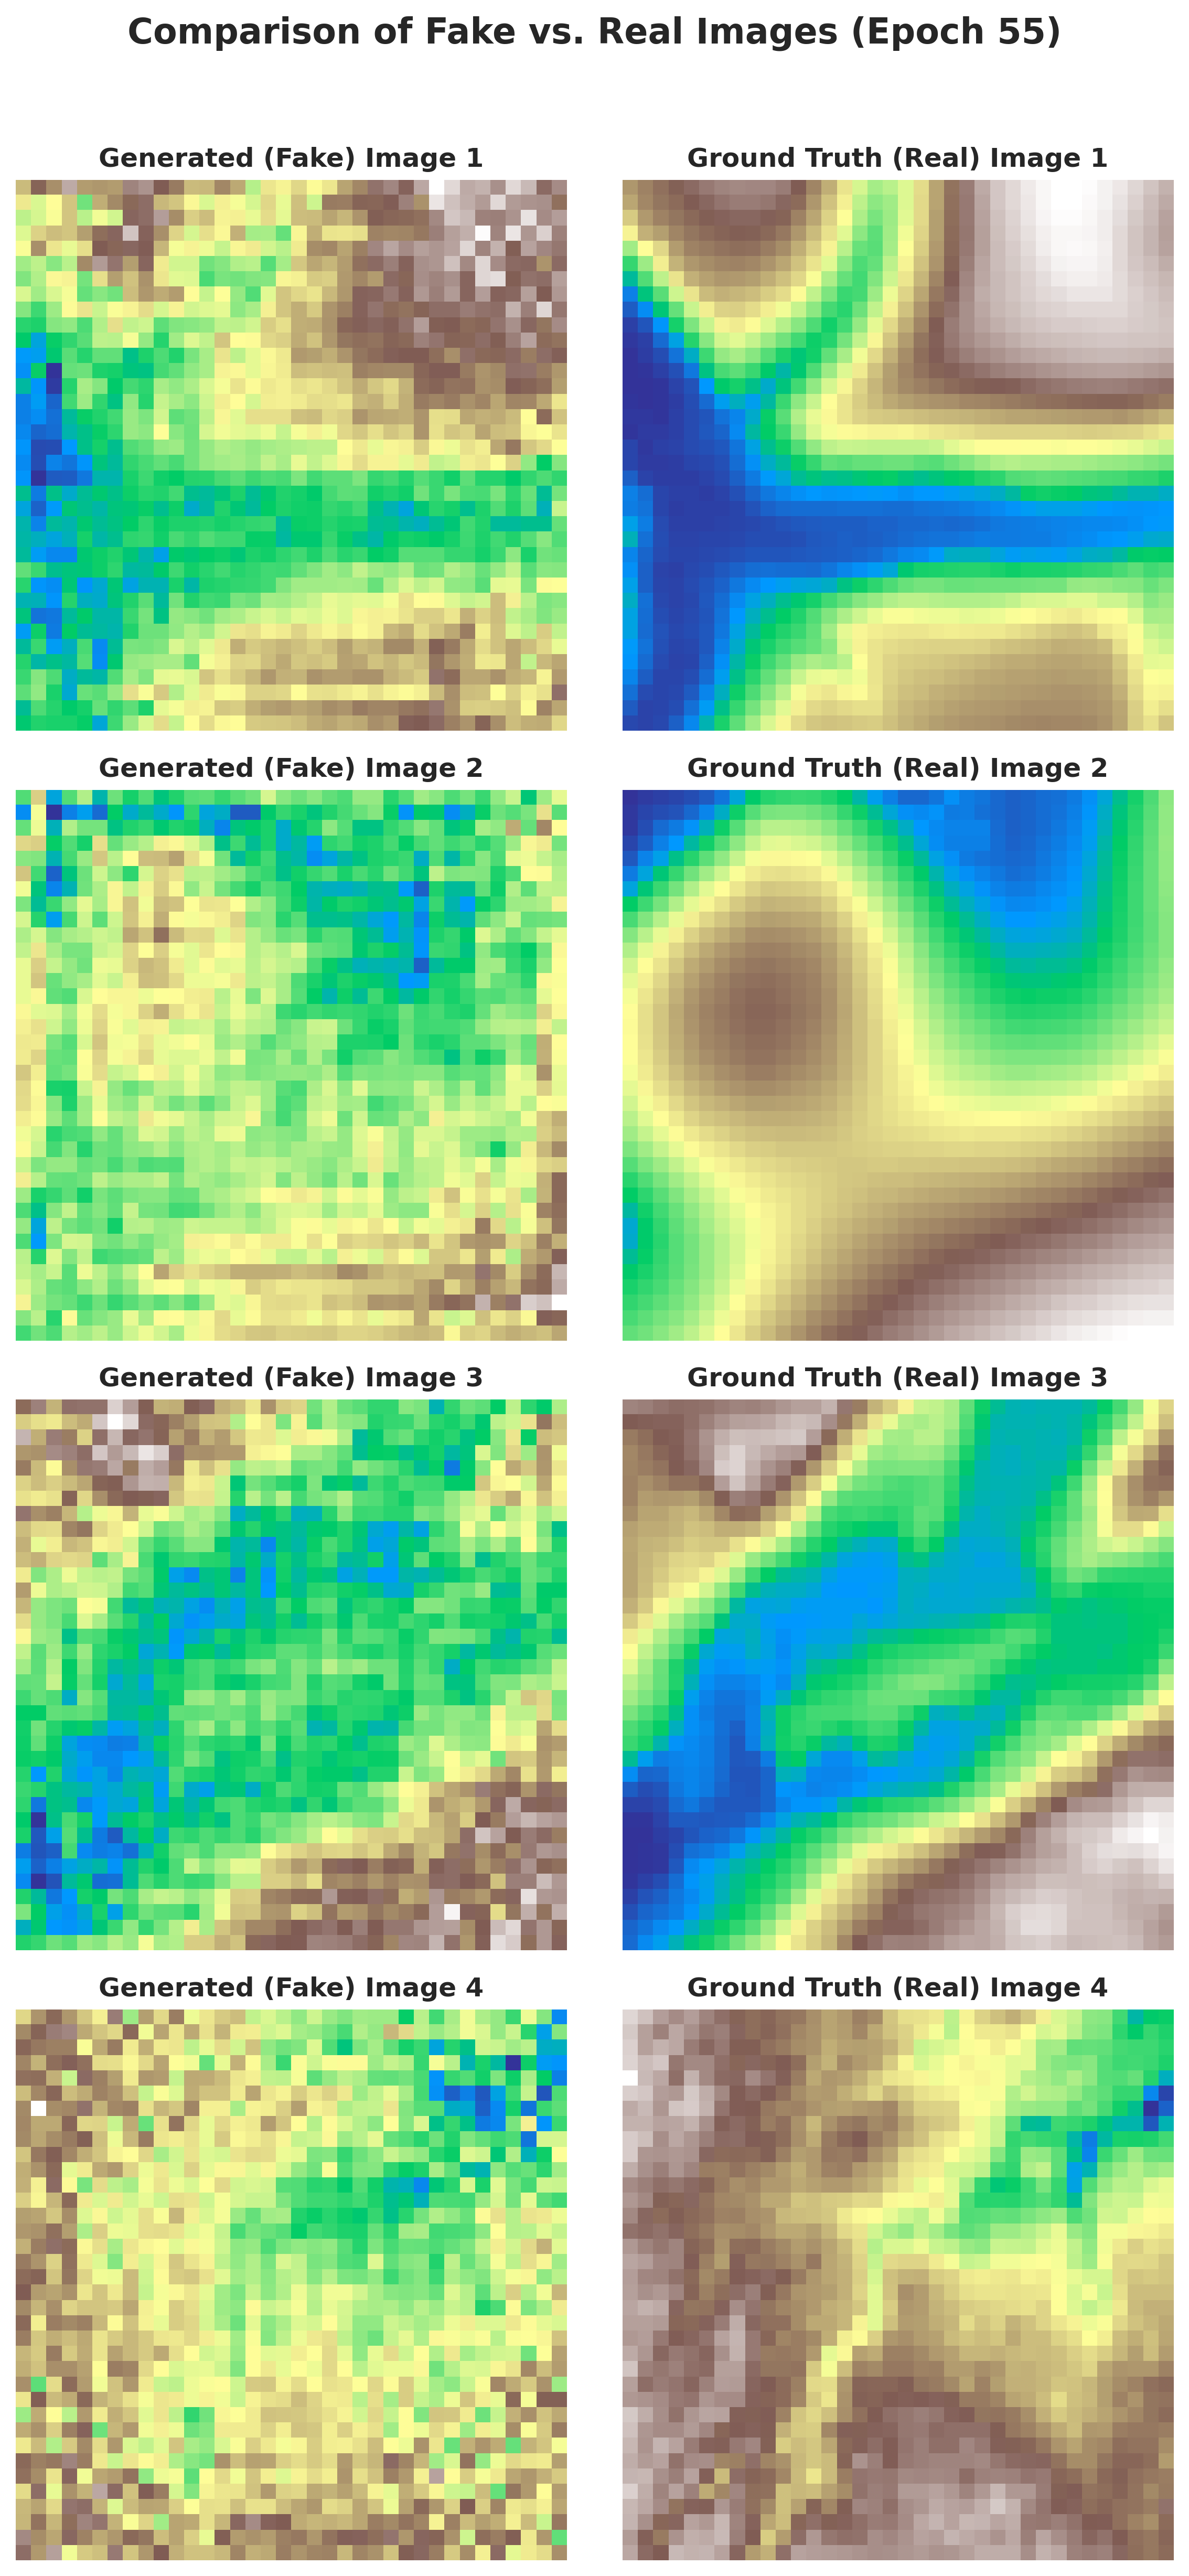 Comparison of Fake vs. Real Images (Epoch 55)
Generated (Fake) Image 1
Ground Truth (Real) Image 1
Generated (Fake) Image 2
Ground Truth (Real) Image 2
Generated (Fake) Image 3
Ground Truth (Real) Image 3
Generated (Fake) Image 4
Ground Truth (Real) Image 4